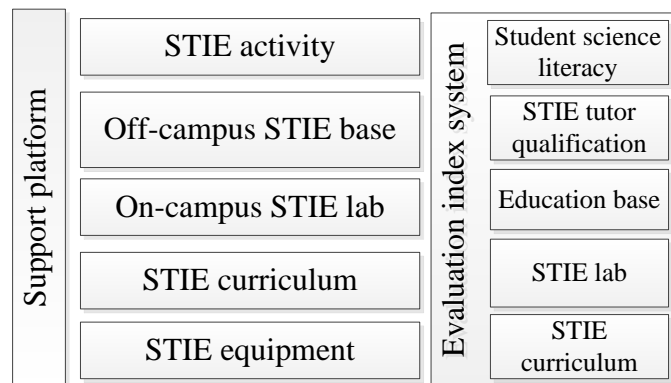 Support platform
STIE activity
Off-campus STIE base
On-campus STIE lab
STIE curriculum
STIE equipment
Evaluation index system
Student science
literacy
STIE tutor
qualification
Education base
STIE lab
STIE
curriculum